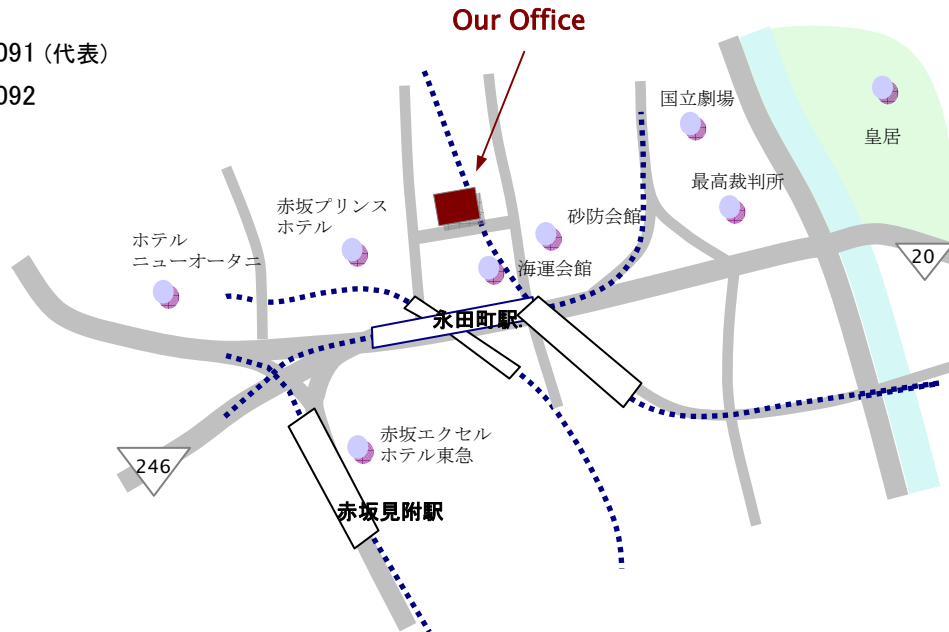 Our Office
091 (代表)
092
国立劇場
皇居
最高裁判所
赤坂プリンス
ホテル
砂防会館
ホテル
ニューオータニ
海運会館
20
永田町駅
赤坂エクセル
ホテル東急
246
赤坂見附駅